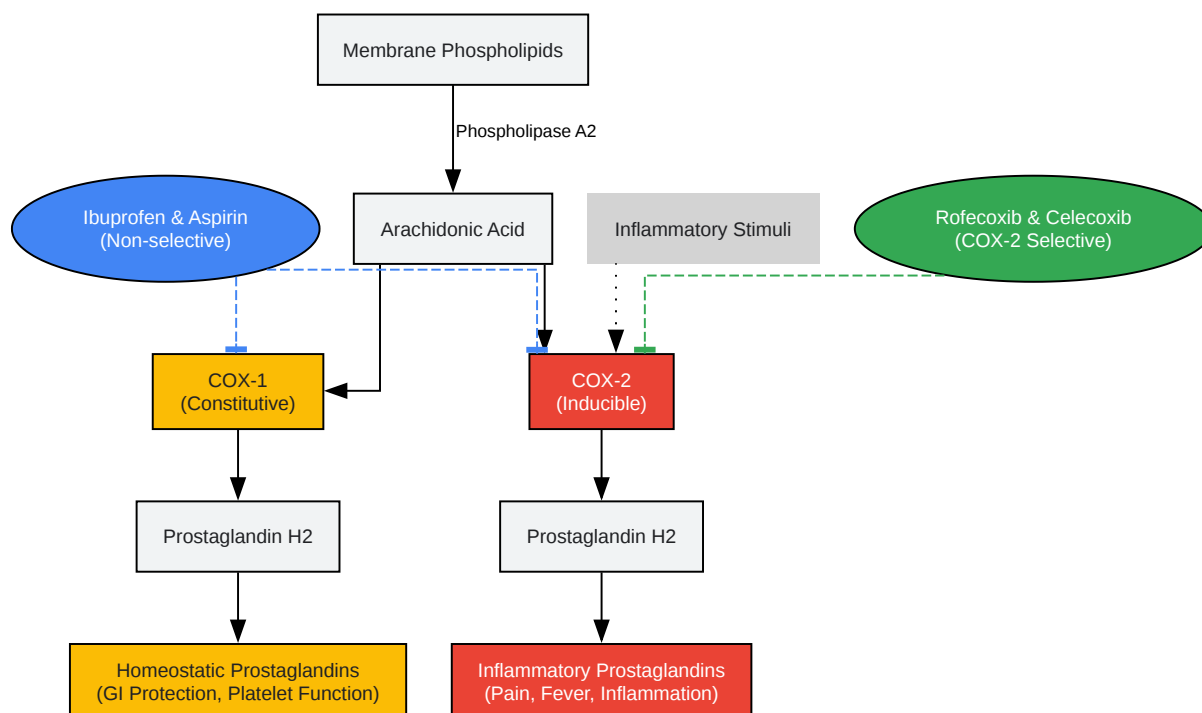 Membrane Phospholipids
Phospholipase A2
Ibuprofen & Aspirin
(Non-selective)
Arachidonic Acid
Inflammatory Stimuli
Rofecoxib & Celecoxib
(COX-2 Selective)
COX-1
(Constitutive)
COX-2
(Inducible)
Prostaglandin H2
Prostaglandin H2
Homeostatic Prostaglandins
(GI Protection, Platelet Function)
Inflammatory Prostaglandins
(Pain, Fever, Inflammation)